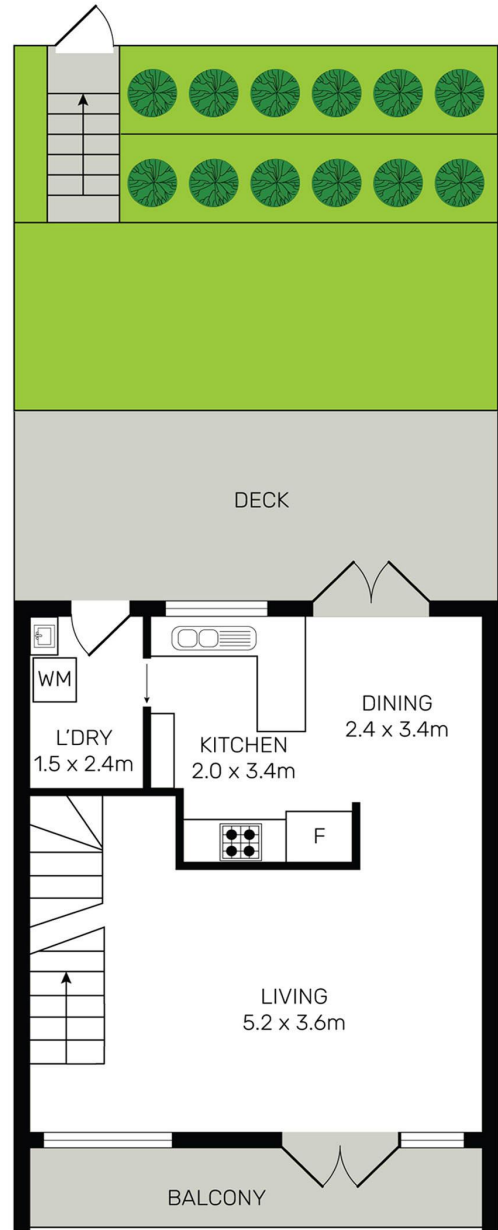 DECK
WM
L'DRY
1.5 x 2.4m
KITCHEN
2.0 x 3.4m
DINING
2.4 x 3.4m
F
LIVING
5.2 x 3.6m
BALCONY